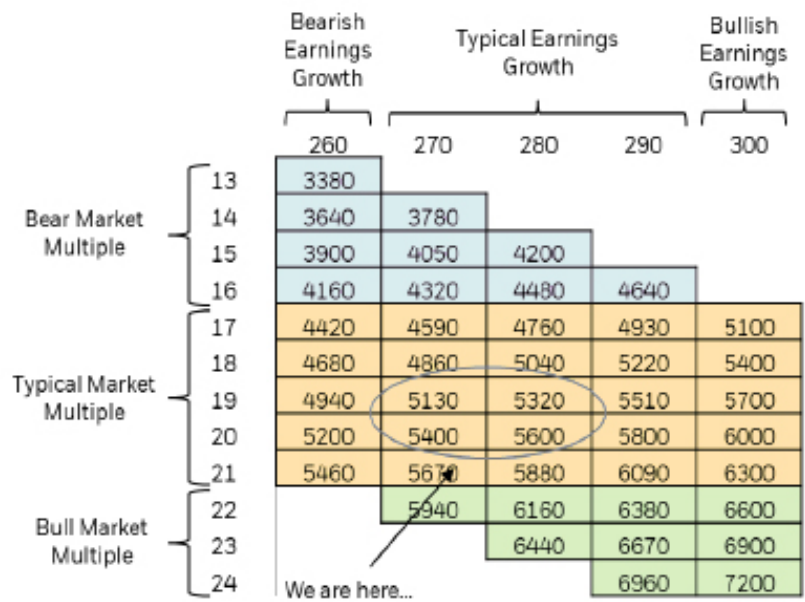 Bearish Earnings Growth
Typical Earnings Growth
Bullish Earnings Growth
260 270 280 290 300
13 3380
14 3640 3780
Bear Market Multiple
15 3900 4050 4200
16 4160 4320 4480 4640
17 4420 4590 4760 4930 5100
18 4680 4860 5040 5220 5400
Typical Market Multiple
19 4940 5130 5320 5510 5700
20 5200 5400 5600 5800 6000
21 5460 5670 5880 6090 6300
22 5940 6160 6380 6600
Bull Market Multiple
23 6440 6670 6900
24 6960 7200
We are here...